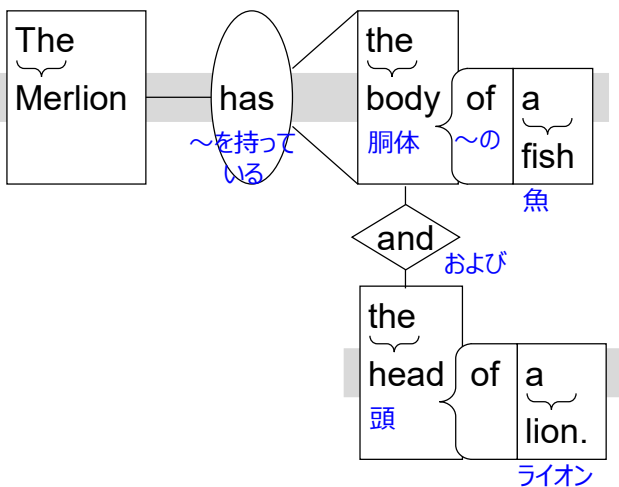 The
Merlion
has
～を持って
いる
the
body
胴体
of
～の
a
fish
魚
and
および
the
head
頭
of
a
lion.
ライオン